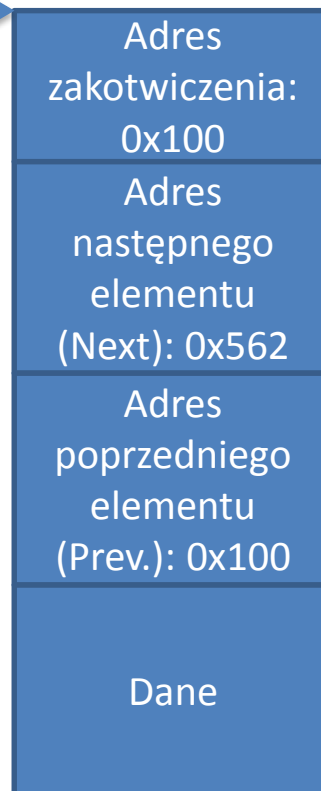 Adres
zakotwiczenia:
0x100
Adres
następnego
elementu
(Next): 0x562
Adres
poprzedniego
elementu
(Prev.): 0x100
Dane